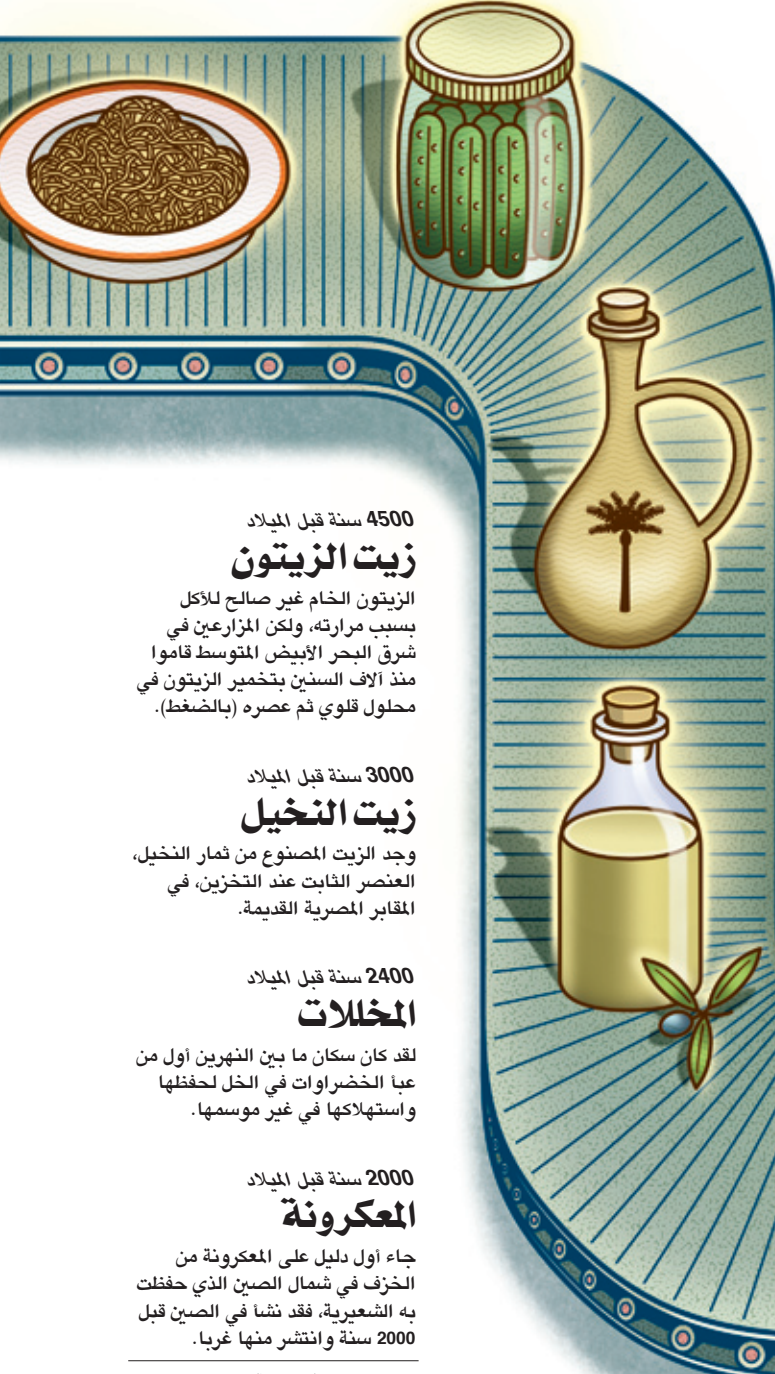 4500 سنة قبل الميلاد
زيت الزيتون
الزيتون الخام غير صالح للأكل
بسبب مرارته، ولكن المزارعين في
شرق البحر الأبيض المتوسط قاموا
منذ آلاف السنين بتخمير الزيتون في
محلول قلوي ثم عصره (بالضغط).
3000 سنة قبل الميلاد
زيت النخيل
وجد الزيت المصنوع من ثمار النخيل،
العنصر الثابت عند التخزين، في
المقابر المصرية القديمة.
2400 سنة قبل الميلاد
المخللات
لقد كان سكان ما بين النهرين أول من
عبأ الخضراوات في الخل لحفظها
واستهلاكها في غير موسمها.
2000 سنة قبل الميلاد
المعكرونة
جاء أول دليل على المعكرونة من
الخزف في شمال الصين الذي حفظت
به الشعيرية، فقد نشأ في الصين قبل
2000 سنة وانتشر منها غربا.